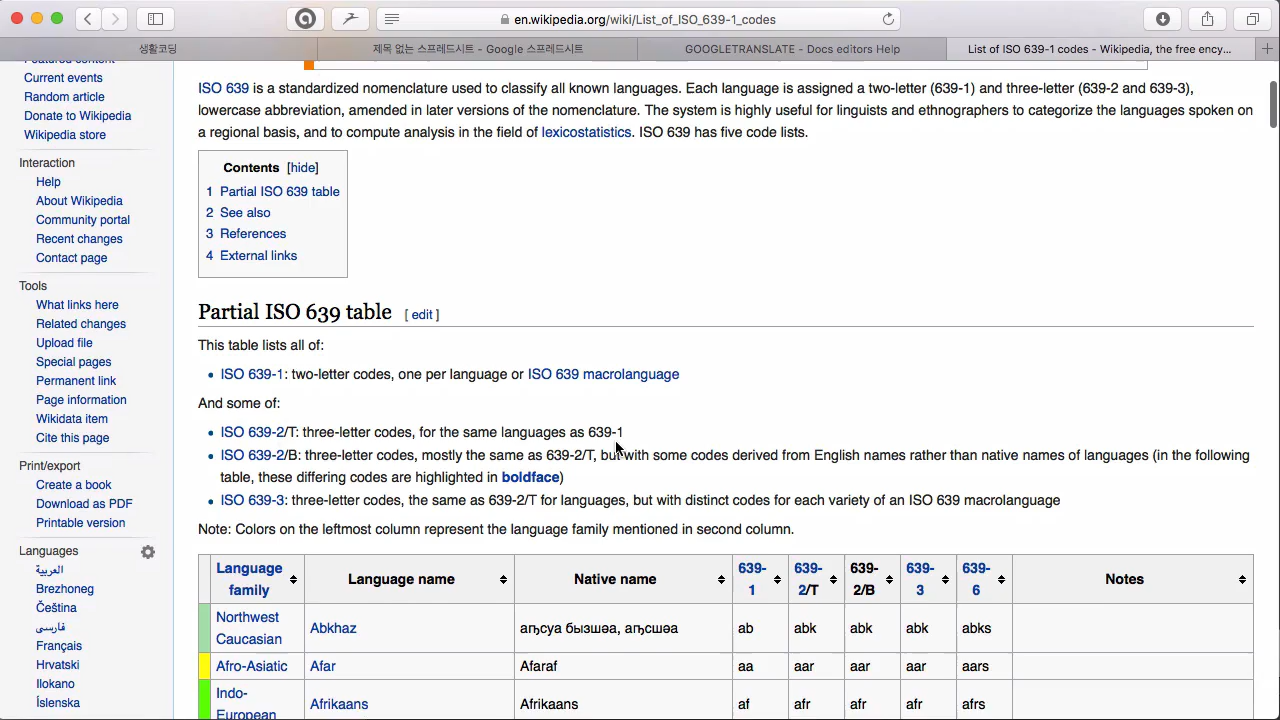 en.wikipedia.org/wiki/List_of_ISO_639-1_codes
생활코딩
제목 없는 스프레드시트 - Google 스프레드시트
GOOGLETRANSLATE - Docs editors Help
List of ISO 639-1 codes - Wikipedia, the free ency...
Featured content
Current events
Random article
Donate to Wikipedia
Wikipedia store
Interaction
Help
About Wikipedia
Community portal
Recent changes
Contact page
Tools
What links here
Related changes
Upload file
Special pages
Permanent link
Page information
Wikidata item
Cite this page
Print/export
Create a book
Download as PDF
Printable version
Languages
العربية
Brezhoneg
Čeština
فارسی
Français
Hrvatski
Ilokano
Íslenska
ISO 639 is a standardized nomenclature used to classify all known languages. Each language is assigned a two-letter (639-1) and three-letter (639-2 and 639-3),
lowercase abbreviation, amended in later versions of the nomenclature. The system is highly useful for linguists and ethnographers to categorize the languages spoken on
a regional basis, and to compute analysis in the field of lexicostatistics. ISO 639 has five code lists.
Contents [hide]
1 Partial ISO 639 table
2 See also
3 References
4 External links
Partial ISO 639 table [ edit ]
This table lists all of:
• ISO 639-1: two-letter codes, one per language or ISO 639 macrolanguage
And some of:
• ISO 639-2/T: three-letter codes, for the same languages as 639-1
• ISO 639-2/B: three-letter codes, mostly the same as 639-2/T, but with some codes derived from English names rather than native names of languages (in the following
table, these differing codes are highlighted in boldface)
• ISO 639-3: three-letter codes, the same as 639-2/T for languages, but with distinct codes for each variety of an ISO 639 macrolanguage
Note: Colors on the leftmost column represent the language family mentioned in second column.
Language family Language name Native name 639-1 639-2/T 639-2/B 639-3 639-6 Notes
Northwest Caucasian Abkhaz аҧсуа бызшәа, аҧсшәа ab abk abk abk abks
Afro-Asiatic Afar Afaraf aa aar aar aar aars
Indo-European Afrikaans Afrikaans af afr afr afr afrs